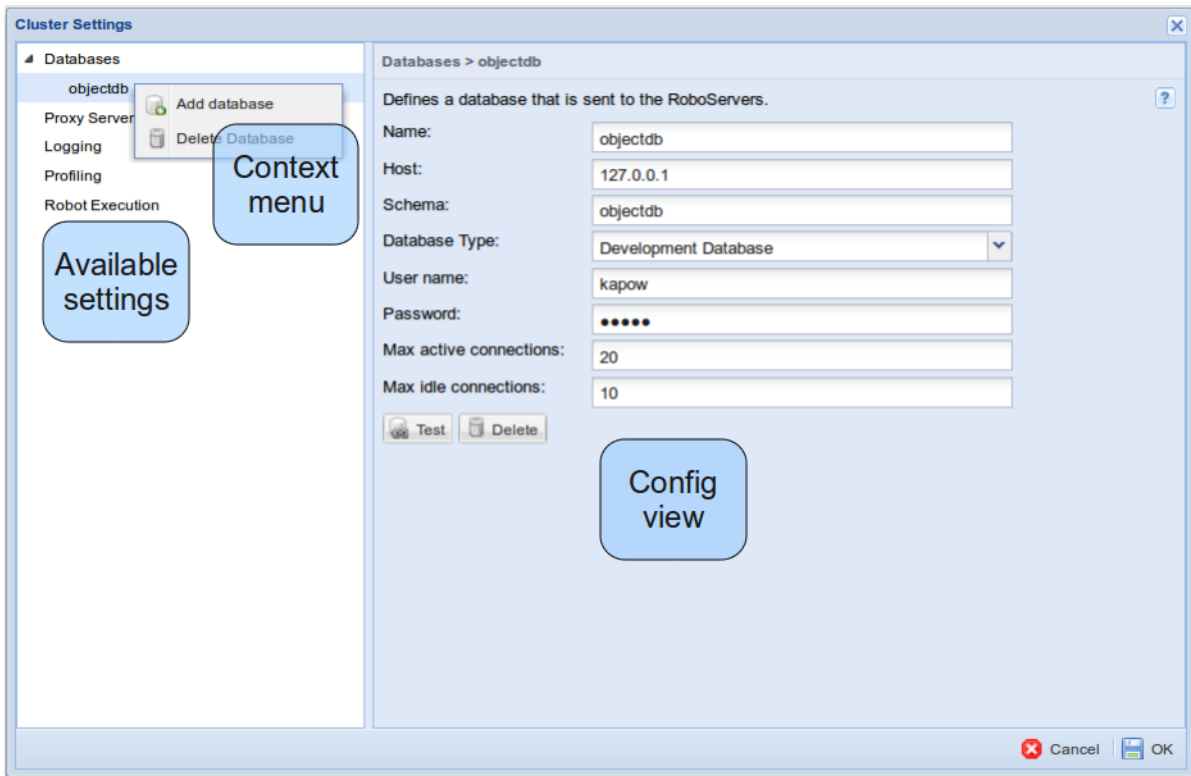 Cluster Settings
Databases
objectdb
Add database
Delete Database
Proxy Server
Logging
Profiling
Robot Execution
Context
menu
Available
settings
Databases > objectdb
Defines a database that is sent to the RoboServers.
?
Name: objectdb
Host: 127.0.0.1
Schema: objectdb
Database Type: Development Database
User name: kapow
Password: •••••
Max active connections: 20
Max idle connections: 10
Test Delete
Config
view
Cancel OK